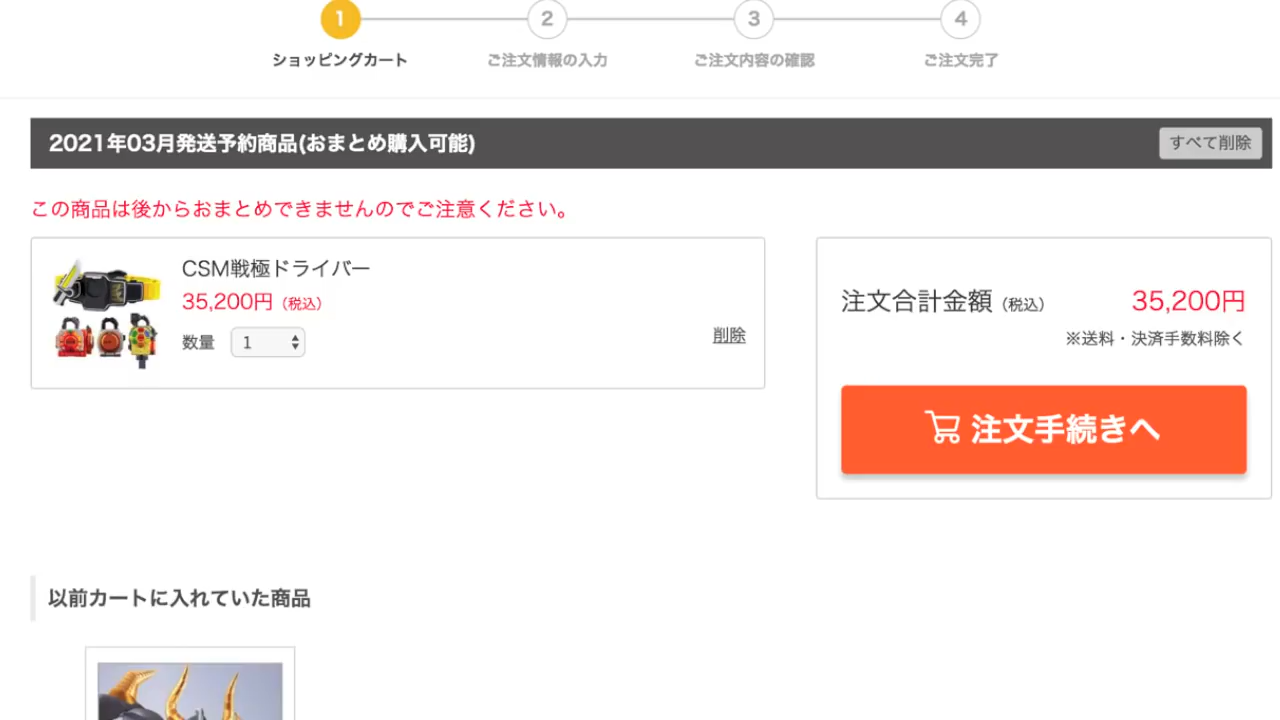 1
2
3
4
ショッピングカート
ご注文情報の入力
ご注文内容の確認
ご注文完了
2021年03月発送予約商品(おまとめ購入可能)
すべて削除
この商品は後からおまとめできませんのでご注意ください。
CSM戦極ドライバー
35,200円（税込）
数量 1
削除
注文合計金額（税込） 35,200円
※送料・決済手数料除く
注文手続きへ
以前カートに入れていた商品